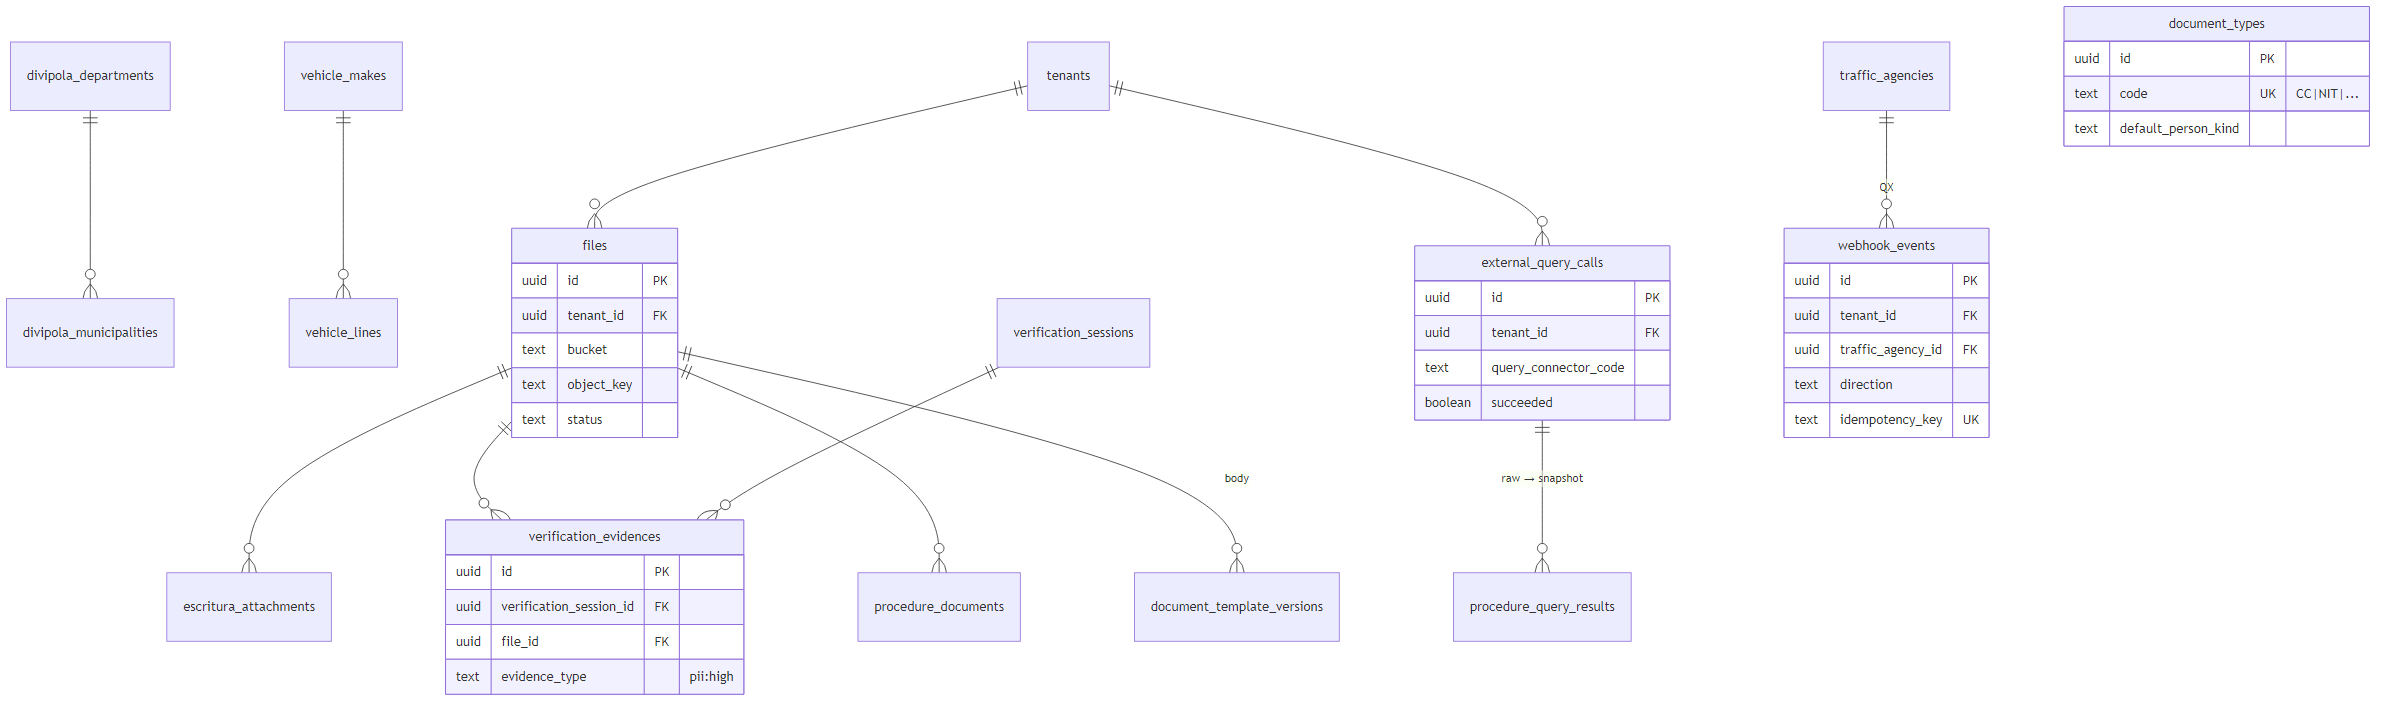 divipola_departments
vehicle_makes
tenants
traffic_agencies
document_types
uuid id PK
text code UK CC|NIT|...
text default_person_kind
QX
files
uuid id PK
uuid tenant_id FK
text bucket
text object_key
text status
external_query_calls
uuid id PK
uuid tenant_id FK
text query_connector_code
boolean succeeded
webhook_events
uuid id PK
uuid tenant_id FK
uuid traffic_agency_id FK
text direction
text idempotency_key UK
divipola_municipalities
vehicle_lines
verification_sessions
body
raw → snapshot
verification_evidences
uuid id PK
uuid verification_session_id FK
uuid file_id FK
text evidence_type pii:high
escritura_attachments
procedure_documents
document_template_versions
procedure_query_results